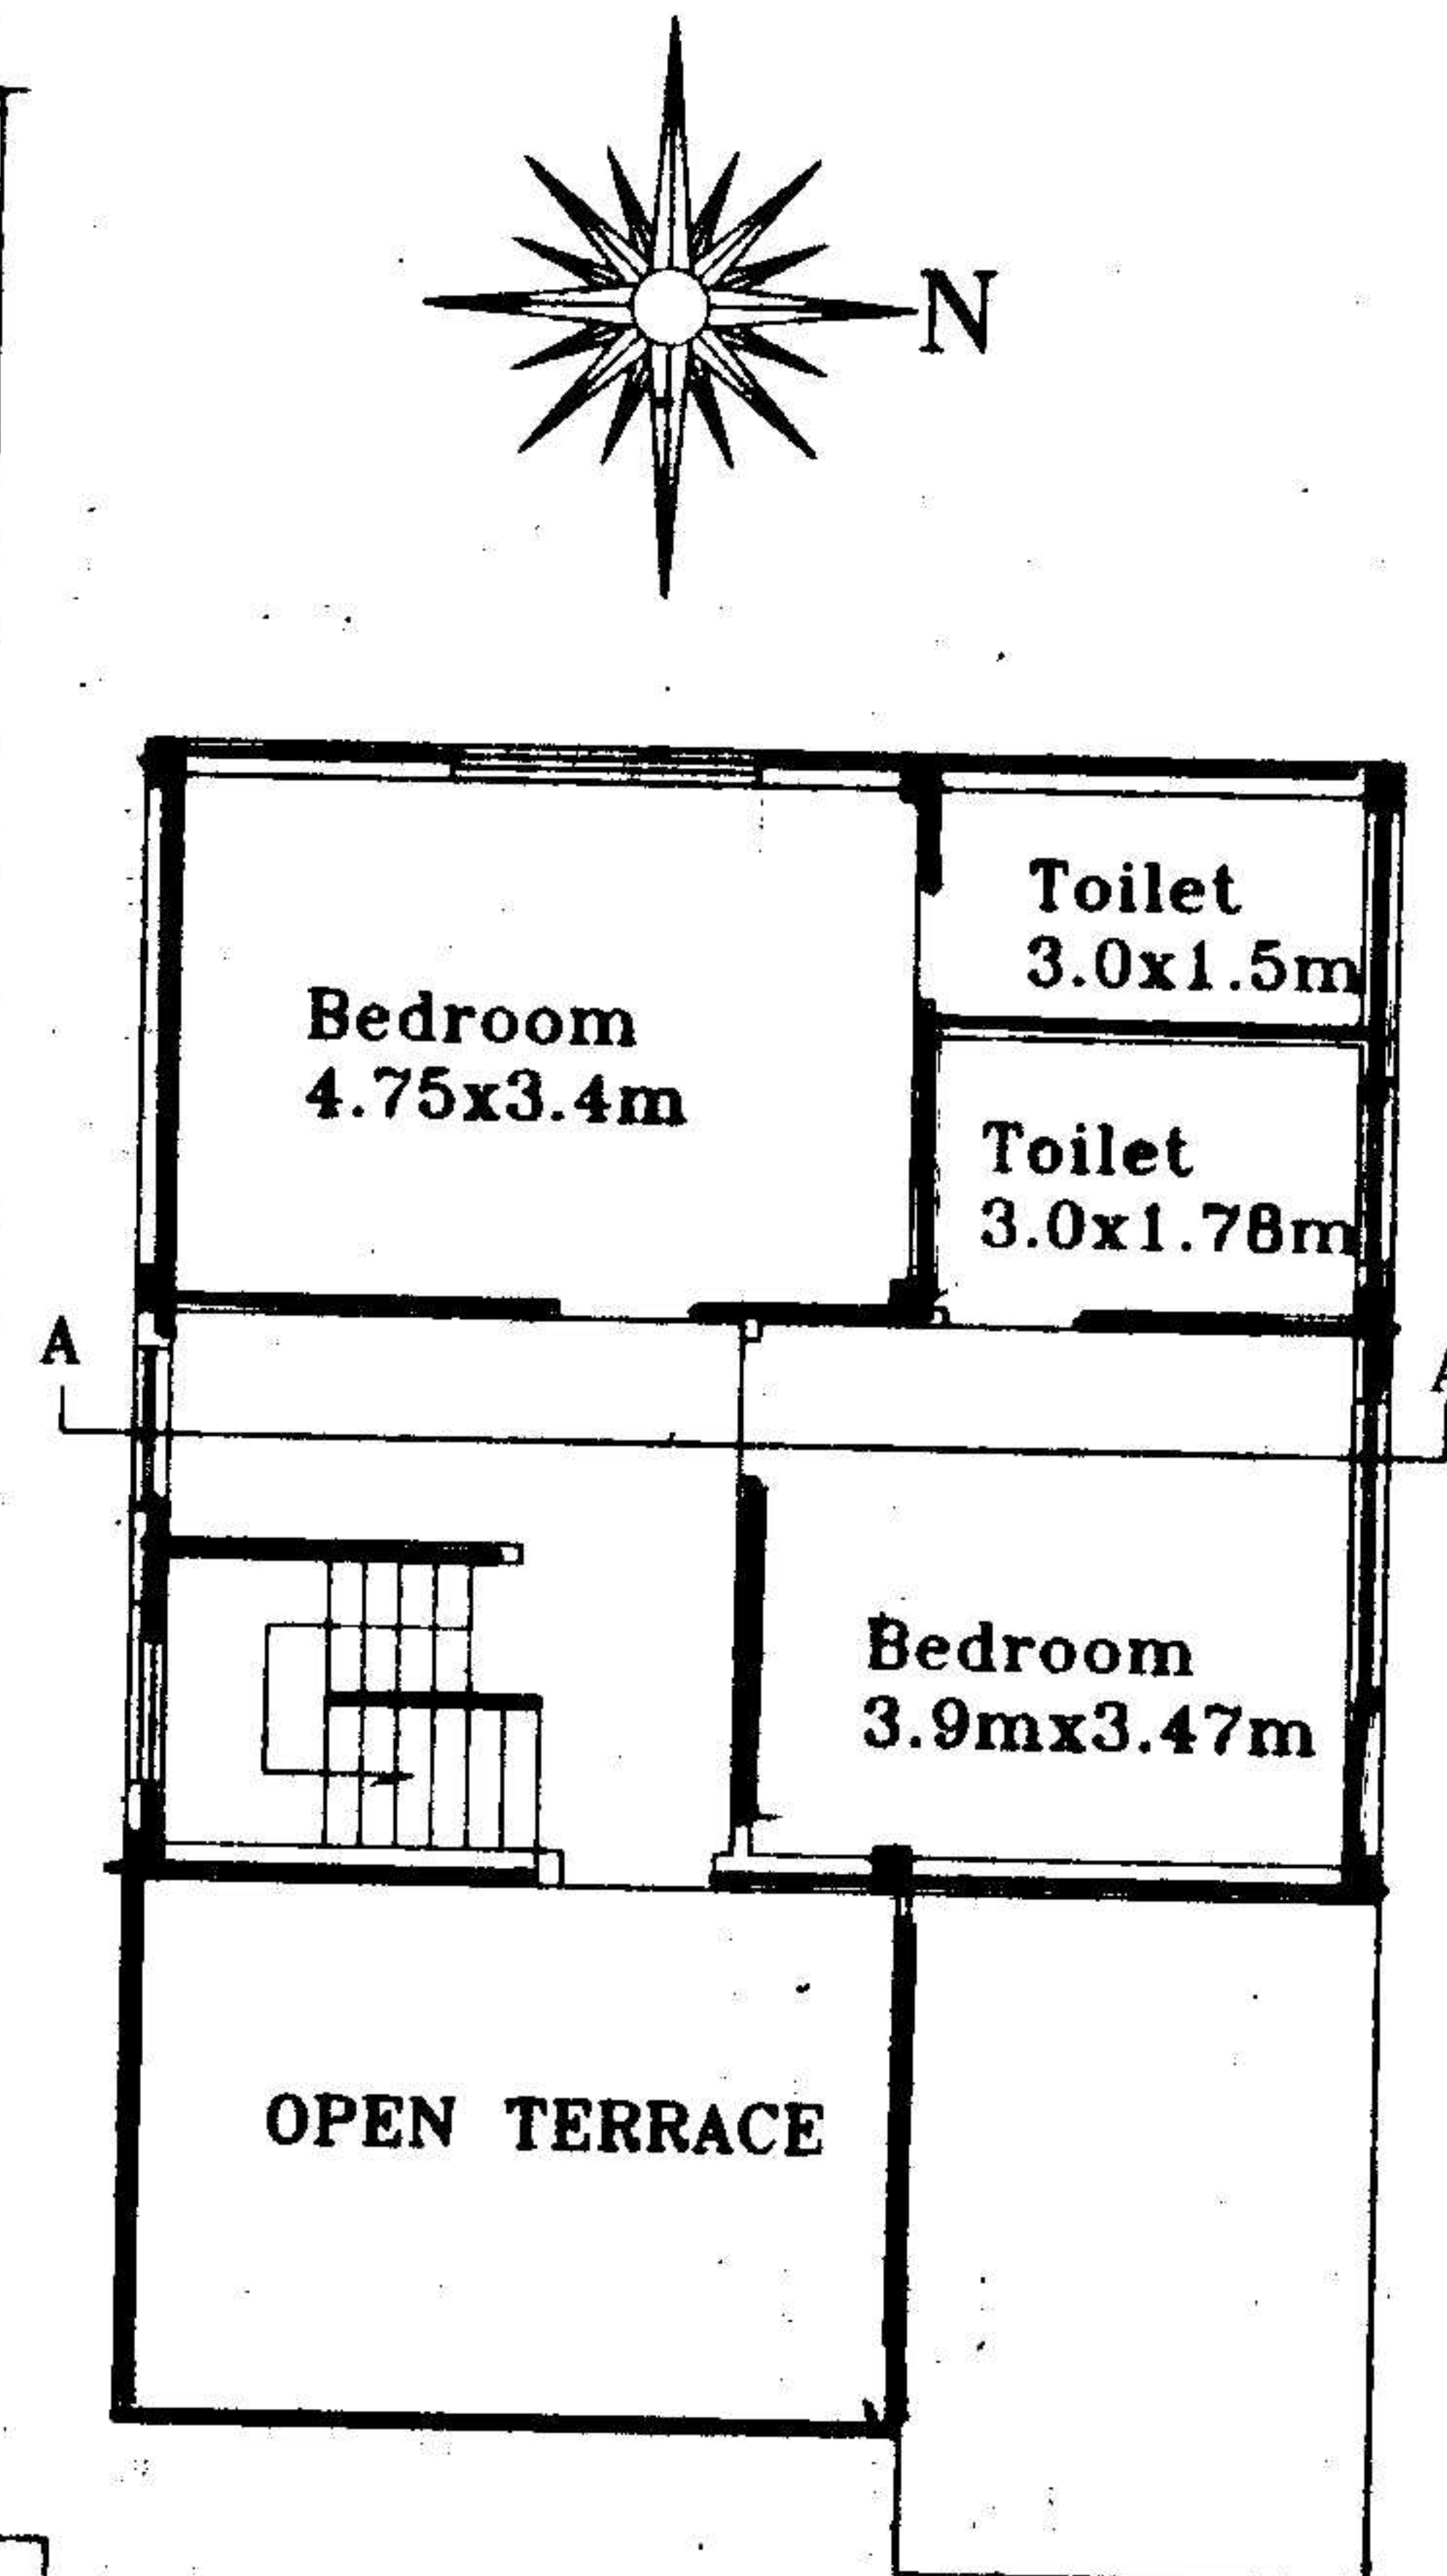 N
Toilet
3.0x1.5m
Bedroom
4.75x3.4m
Toilet
3.0x1.78m
A
Bedroom
3.9mx3.47m
OPEN TERRACE